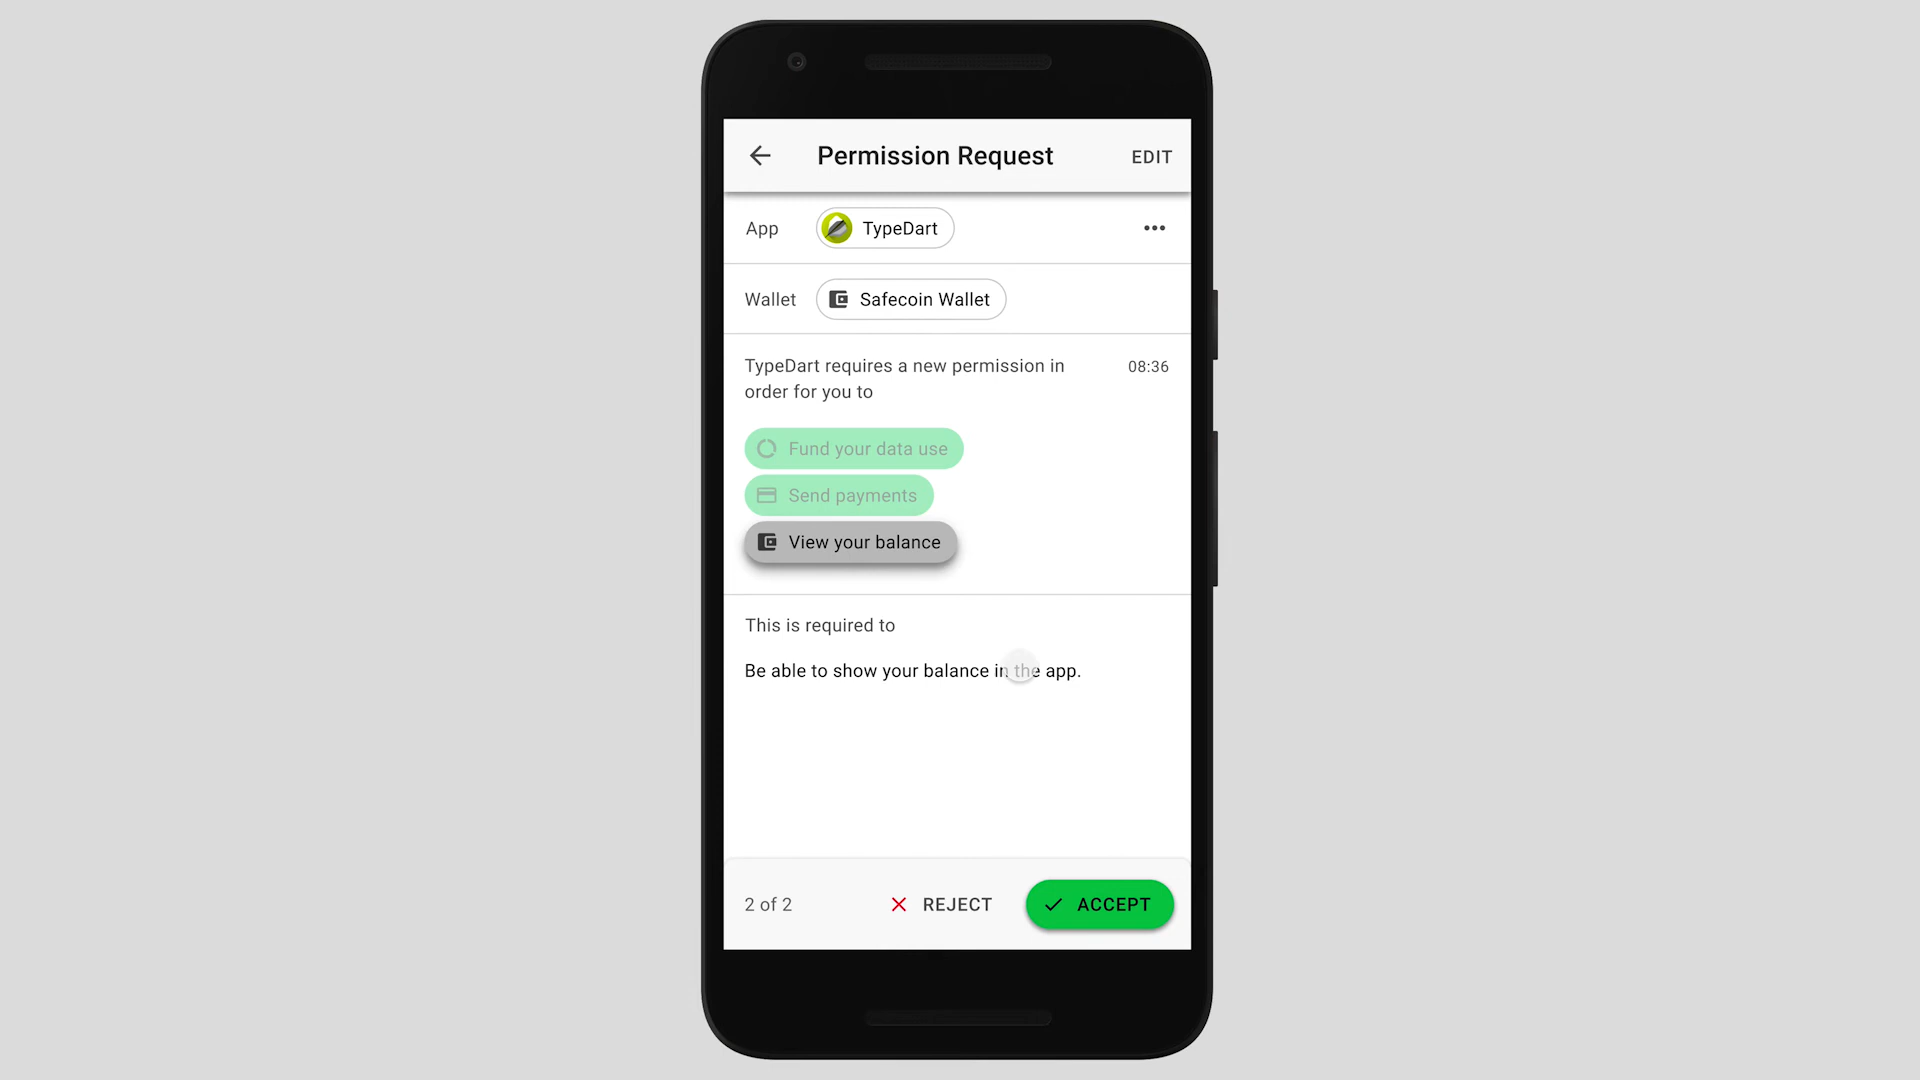 Permission Request
EDIT
App
TypeDart
Wallet
Safecoin Wallet
TypeDart requires a new permission in
08:36
order for you to
Fund your data use
Send payments
View your balance
This is required to
Be able to show your balance in the app.
2 of 2
REJECT
ACCEPT